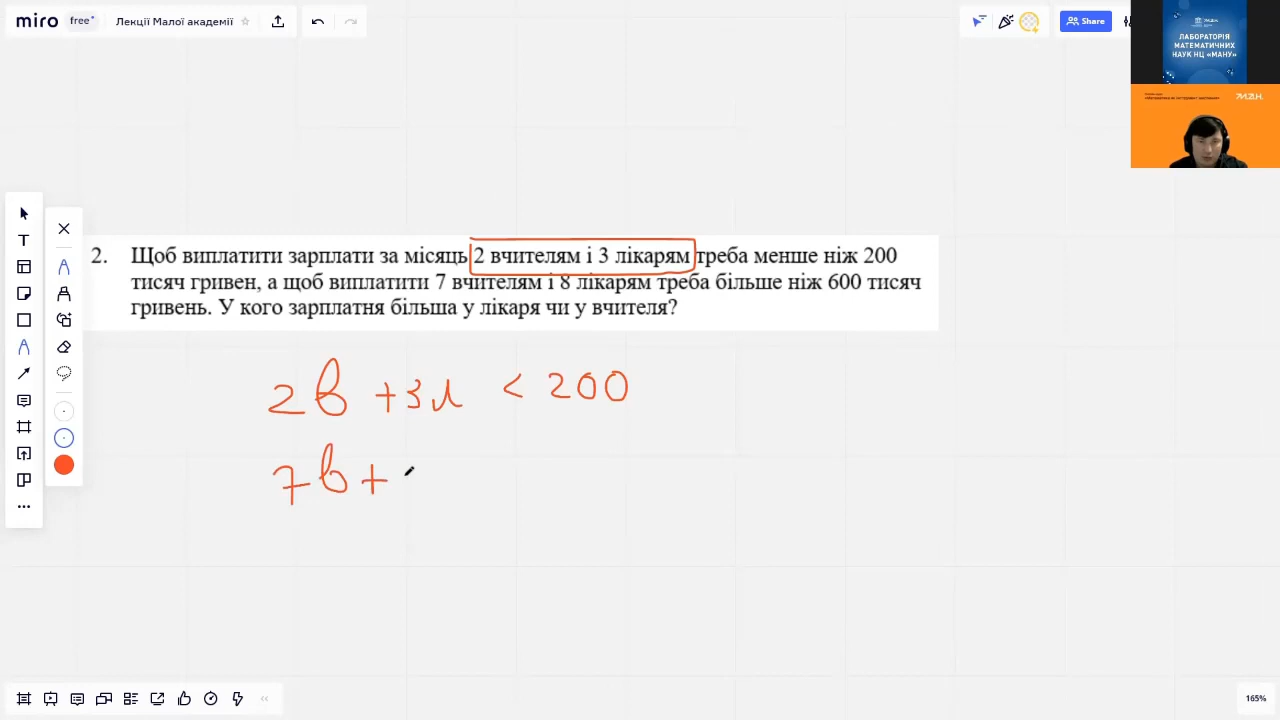 miro free Лекції Малої академії
Share
ЛАБОРАТОРІЯ
МАТЕМАТИЧНИХ
НАУК НЦ «МАНУ»
2. Щоб виплатити зарплати за місяць 2 вчителям і 3 лікарям треба менше ніж 200
тисяч гривен, а щоб виплатити 7 вчителям і 8 лікарям треба більше ніж 600 тисяч
гривень. У кого зарплатня більша у лікаря чи у вчителя?
2в + 3л < 200
7в +
165%